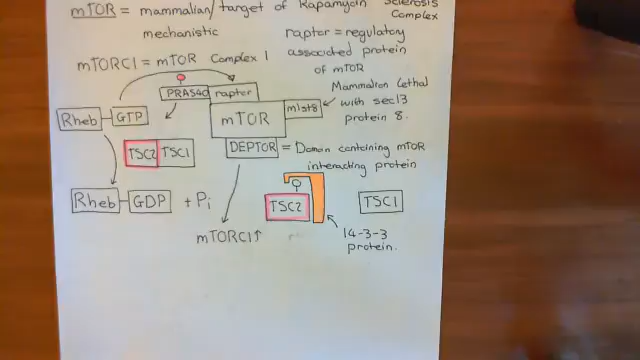 mTOR = mammalian/target of Rapamycin
mechanistic
Sclerosis
Complex
raptor = regulatory
associated protein
of mTOR
mTORC1 = mTOR Complex 1
PRAS40 raptor
Mammalian lethal
with sec13
protein 8.
Rheb GTP
mTOR
mlst8
TSC2 TSC1
DEPTOR = Domain containing mTOR
interacting protein
Rheb GDP + Pi
TSC2
TSC1
mTORC1↑
14-3-3
protein.